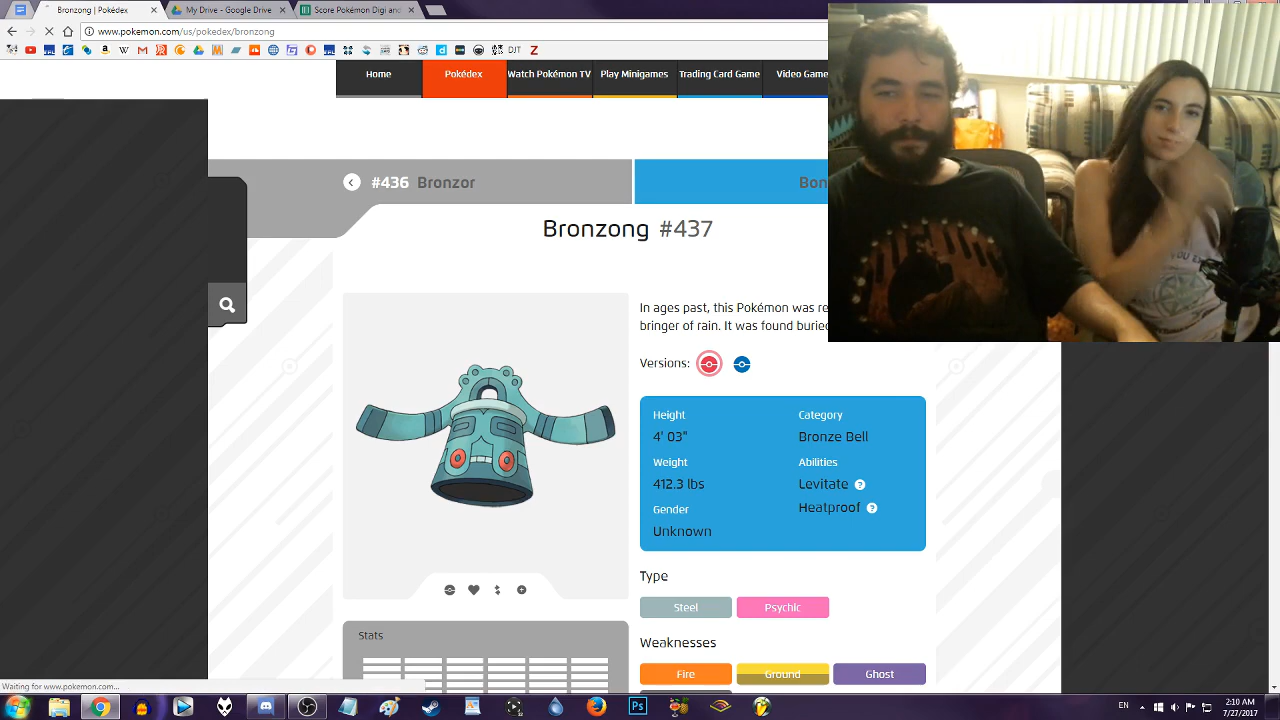 Bronzong | Pokédex
My Drive - Google Drive
Score Pokémon Digi and
www.pokemon.com/us/pokedex/bronzong
DJT
Home
Pokédex
Watch Pokémon TV
Play Minigames
Trading Card Game
Video Game
#436 Bronzor
Bon
Bronzong #437
In ages past, this Pokémon was re
bringer of rain. It was found burie
Versions:
Height
4' 03"
Weight
412.3 lbs
Gender
Unknown
Category
Bronze Bell
Abilities
Levitate ?
Heatproof ?
Type
Steel
Psychic
Weaknesses
Fire
Ground
Ghost
Stats
Waiting for www.pokemon.com...
Ps
EN
2:10 AM
7/27/2017